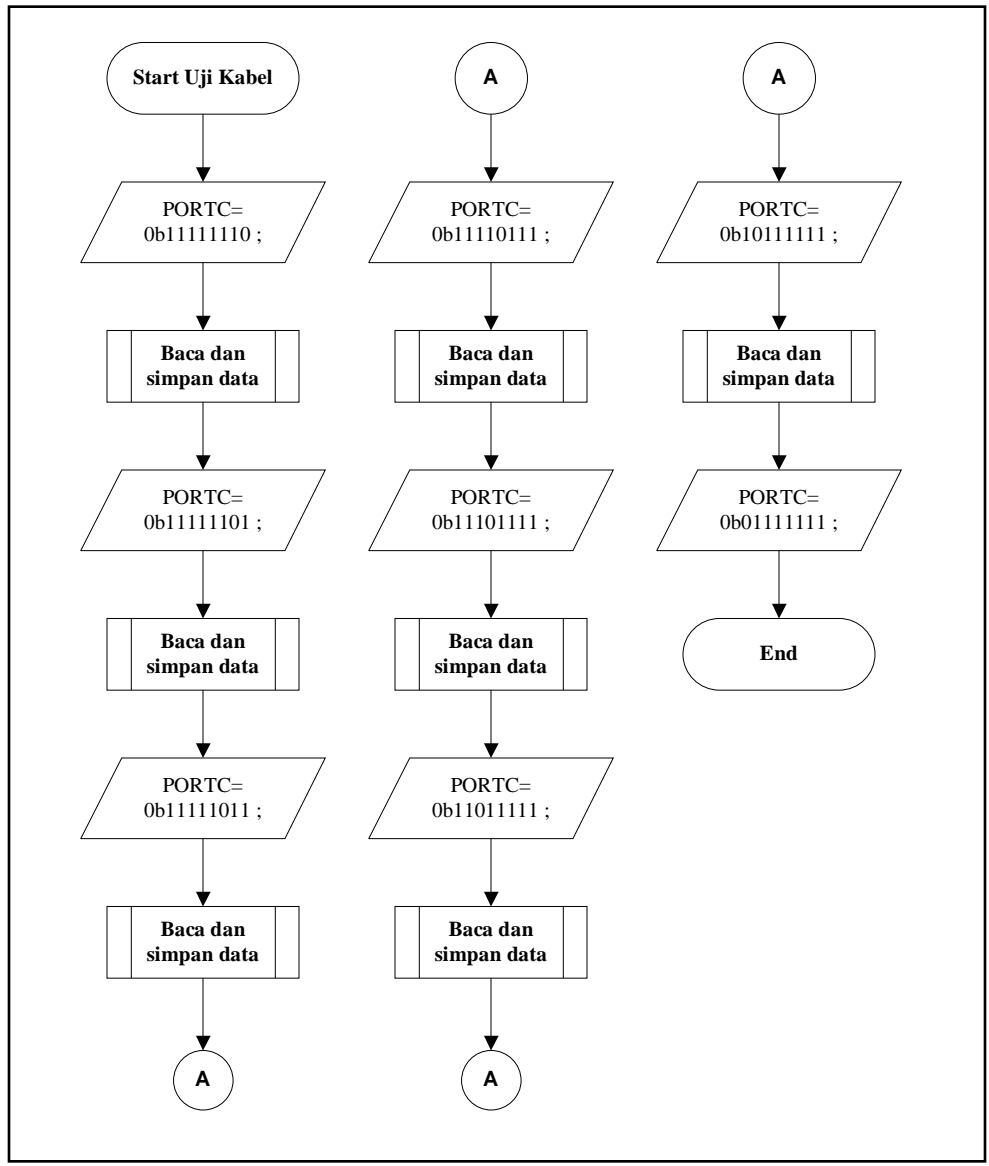 Start Uji Kabel
PORTC=
0b11111110 ;
Baca dan
simpan data
PORTC=
0b11111101 ;
Baca dan
simpan data
PORTC=
0b11111011 ;
Baca dan
simpan data
A
A
PORTC=
0b11110111 ;
Baca dan
simpan data
PORTC=
0b11101111 ;
Baca dan
simpan data
PORTC=
0b11011111 ;
Baca dan
simpan data
A
A
PORTC=
0b10111111 ;
Baca dan
simpan data
PORTC=
0b01111111 ;
End